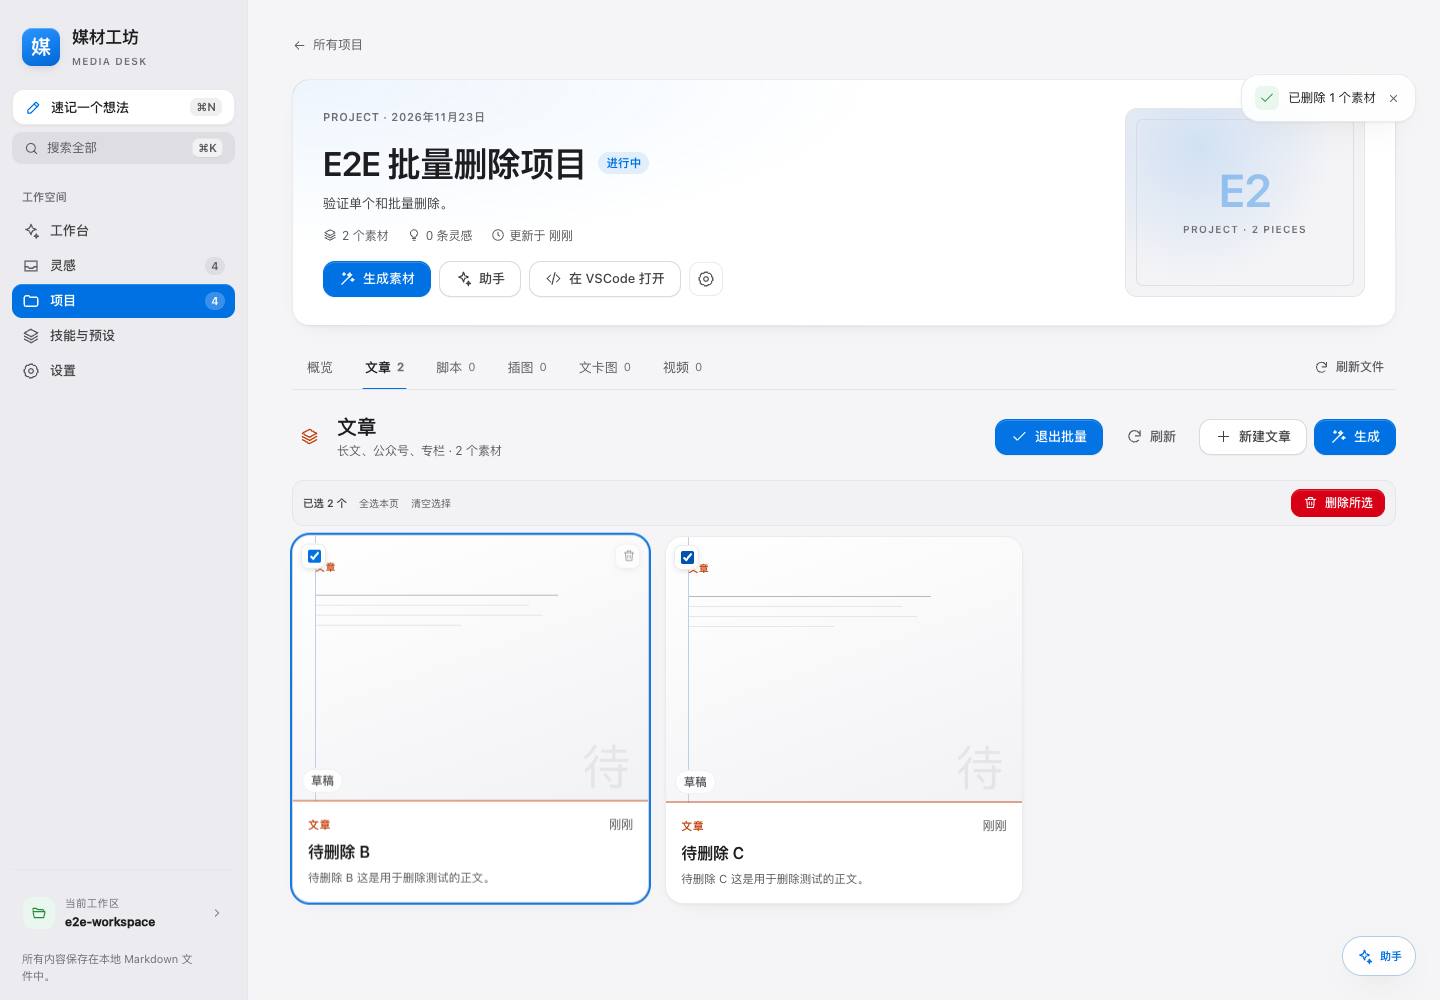 媒
媒材工坊
MEDIA DESK
速记一个想法
⌘N
搜索全部
⌘K
工作空间
工作台
灵感
4
项目
4
技能与预设
设置
当前工作区
e2e-workspace
所有内容保存在本地 Markdown 文
件中。
所有项目
已删除 1 个素材
PROJECT · 2026年11月23日
E2E 批量删除项目
进行中
验证单个和批量删除。
2 个素材
0 条灵感
更新于 刚刚
生成素材
助手
在 VSCode 打开
E2
PROJECT · 2 PIECES
概览
文章 2
脚本 0
插图 0
文卡图 0
视频 0
刷新文件
文章
长文、公众号、专栏 · 2 个素材
退出批量
刷新
新建文章
生成
已选 2 个
全选本页
清空选择
删除所选
文章
待
草稿
文章
刚刚
待删除 B
待删除 B 这是用于删除测试的正文。
文章
待
草稿
文章
刚刚
待删除 C
待删除 C 这是用于删除测试的正文。
助手